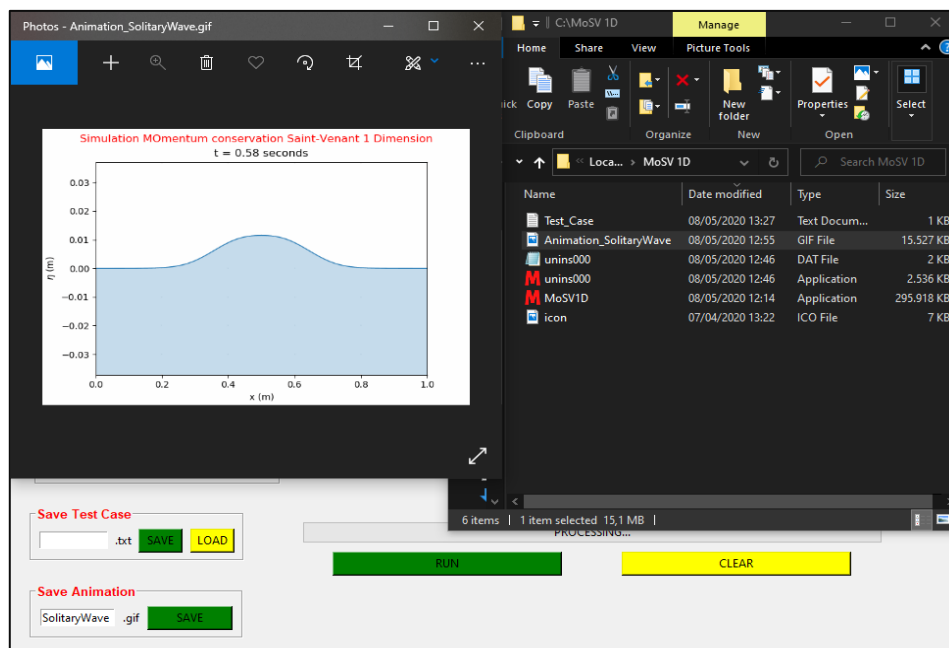 Photos - Animation_SolitaryWave.gif
Simulation MOmentum conservation Saint-Venant 1 Dimension
t = 0.58 seconds
0.03
0.02
0.01
0.00
−0.01
−0.02
−0.03
η (m)
0.0 0.2 0.4 0.6 0.8 1.0
x (m)
C:\MoSV 1D
Manage
Home Share View Picture Tools
Copy Paste New folder Properties Select
Clipboard Organize New Open
« Loca... › MoSV 1D
Search MoSV 1D
Name Date modified Type Size
Test_Case 08/05/2020 13:27 Text Docum... 1 KB
Animation_SolitaryWave 08/05/2020 12:55 GIF File 15.527 KB
unins000 08/05/2020 12:46 DAT File 2 KB
unins000 08/05/2020 12:46 Application 2.536 KB
MoSV1D 08/05/2020 12:14 Application 295.918 KB
icon 07/04/2020 13:22 ICO File 7 KB
6 items 1 item selected 15,1 MB
Save Test Case
.txt SAVE LOAD
PROCESSING...
RUN CLEAR
Save Animation
SolitaryWave .gif SAVE